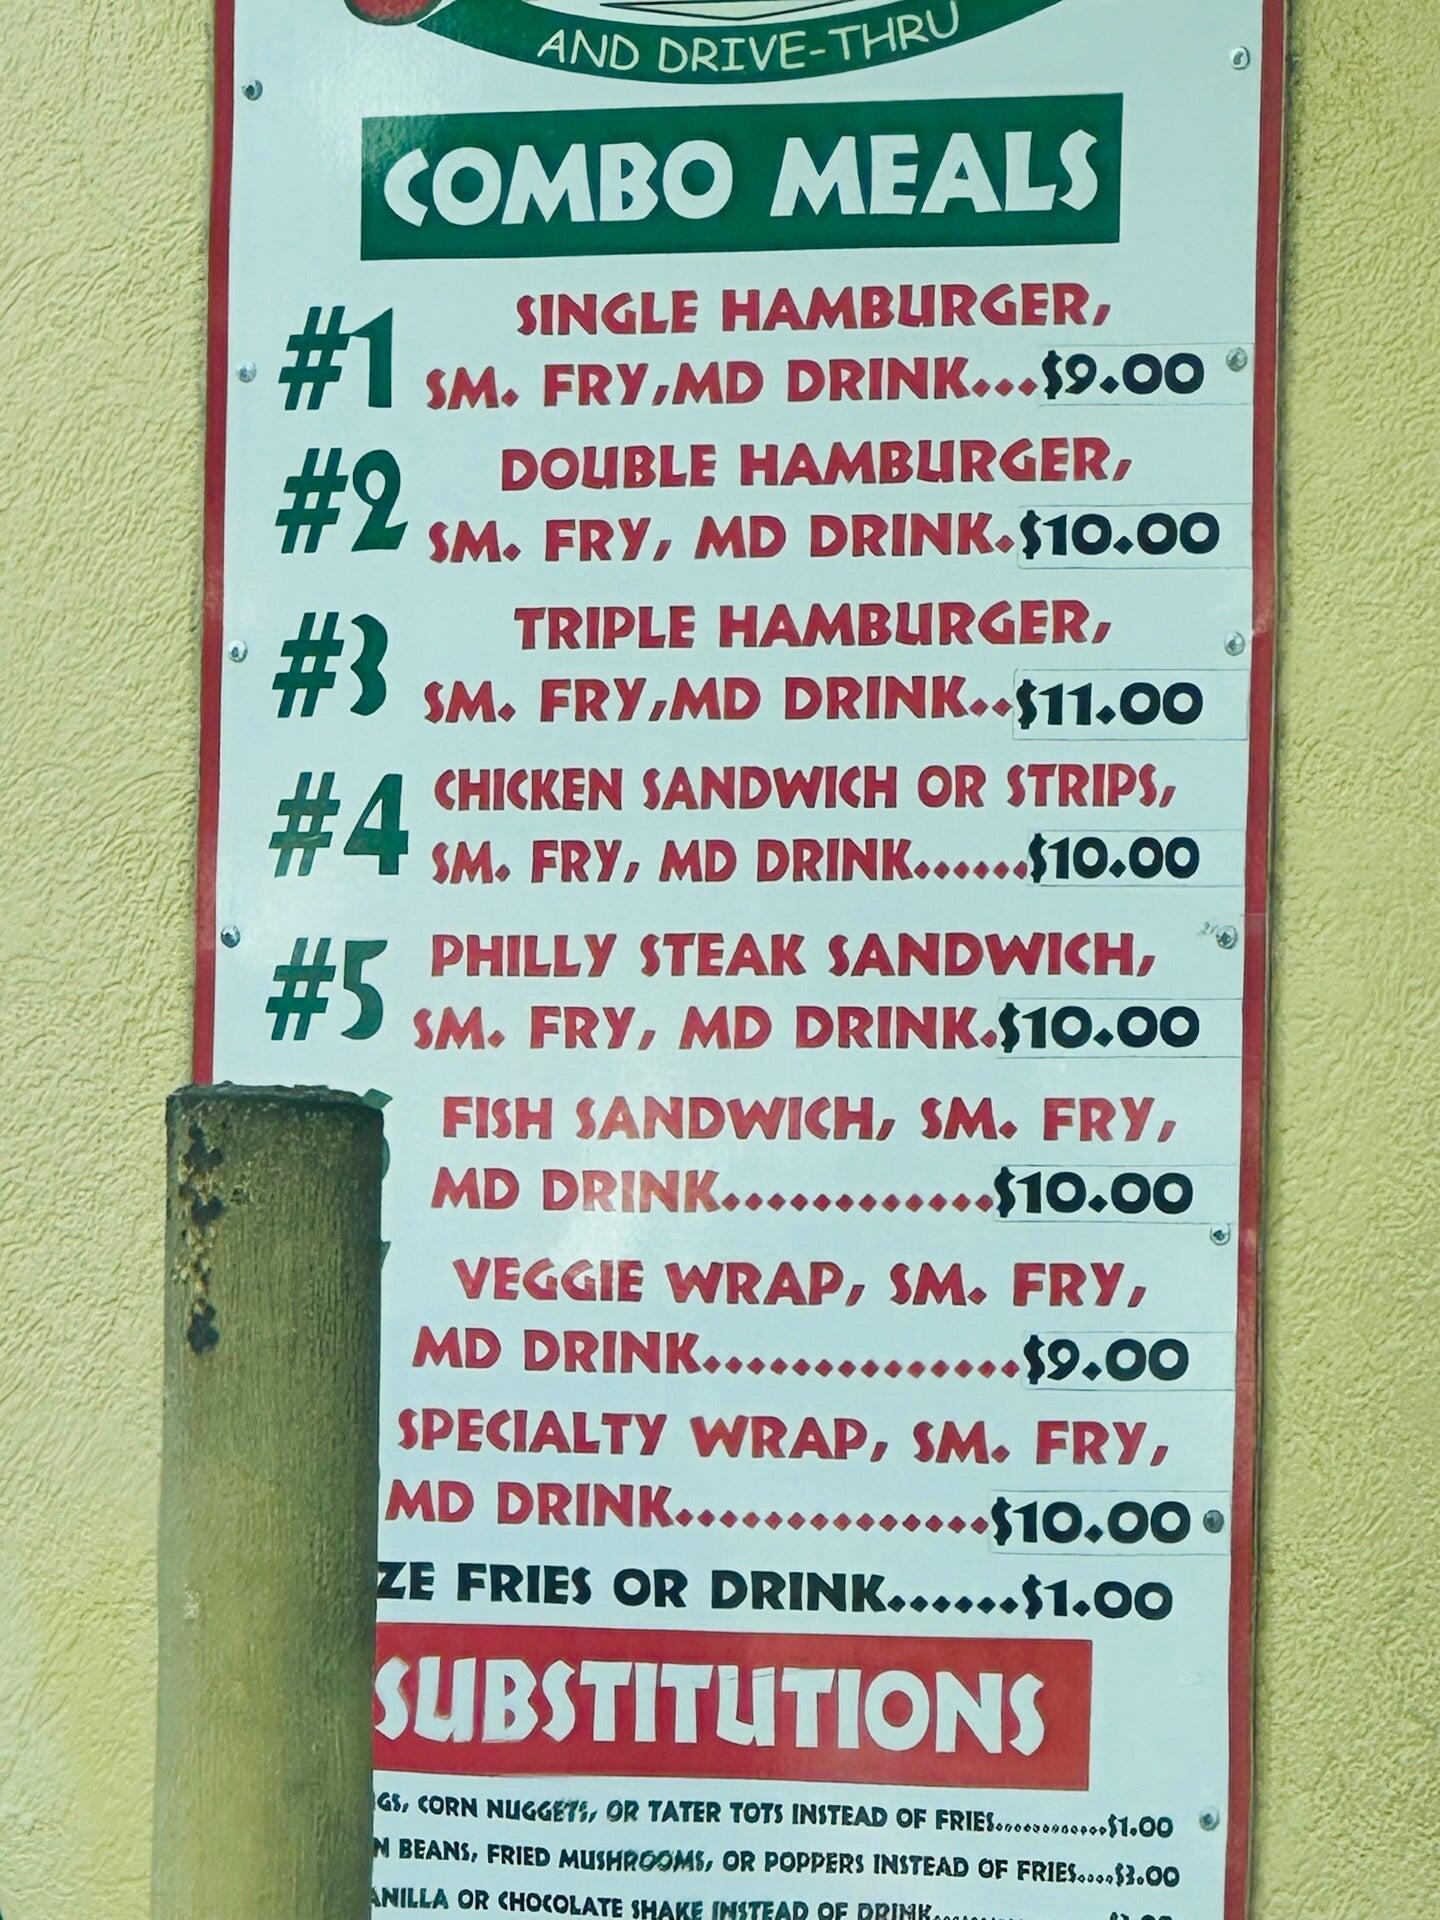 AND DRIVE-THRU
COMBO MEALS
#1 SINGLE HAMBURGER,
SM. FRY,MD DRINK...$9.00
#2 DOUBLE HAMBURGER,
SM. FRY, MD DRINK.$10.00
#3 TRIPLE HAMBURGER,
SM. FRY,MD DRINK..$11.00
#4 CHICKEN SANDWICH OR STRIPS,
SM. FRY, MD DRINK......$10.00
#5 PHILLY STEAK SANDWICH,
SM. FRY, MD DRINK.$10.00
FISH SANDWICH, SM. FRY,
MD DRINK............$10.00
VEGGIE WRAP, SM. FRY,
MD DRINK..............$9.00
SPECIALTY WRAP, SM. FRY,
MD DRINK..............$10.00
FRIES OR DRINK......$1.00
SUBSTITUTIONS
CORN NUGGETS, OR TATER TOTS INSTEAD OF FRIES.............$1.00
BEANS, FRIED MUSHROOMS, OR POPPERS INSTEAD OF FRIES....$3.00
OR CHOCOLATE SHAKE INSTEAD OF DRINK